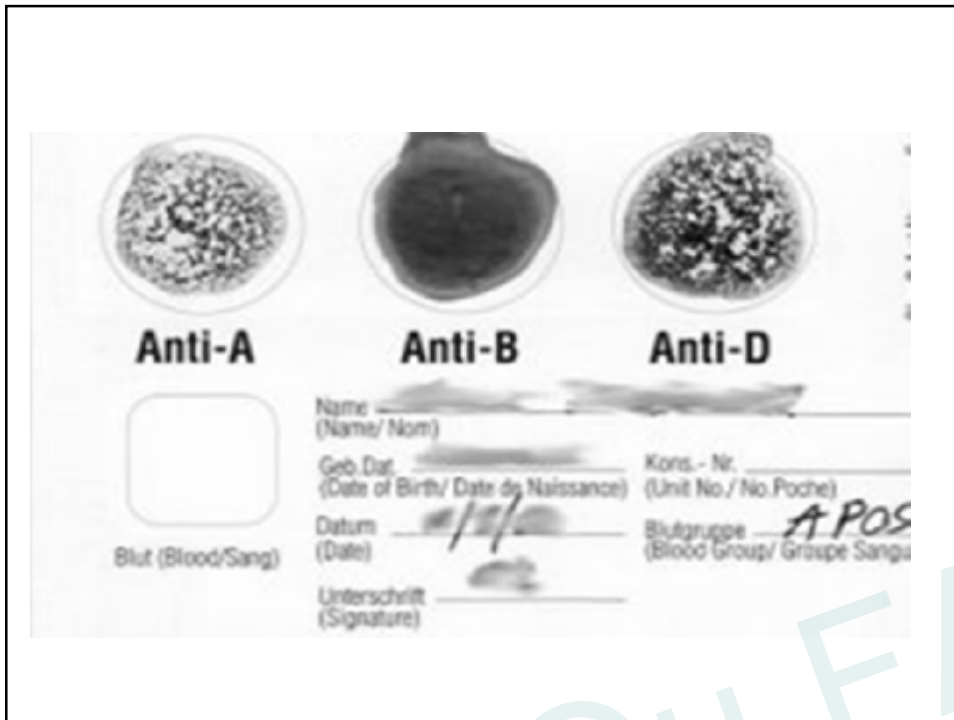 Anti-A Anti-B Anti-D
Name
(Name/ Nom)
Geb.Dat.
(Date of Birth/ Date de Naissance)
Kons.- Nr.
(Unit No./ No.Poche)
Datum
(Date)
Blutgruppe A POS
(Blood Group/ Groupe Sangu
Blut (Blood/Sang)
Unterschrift
(Signature)